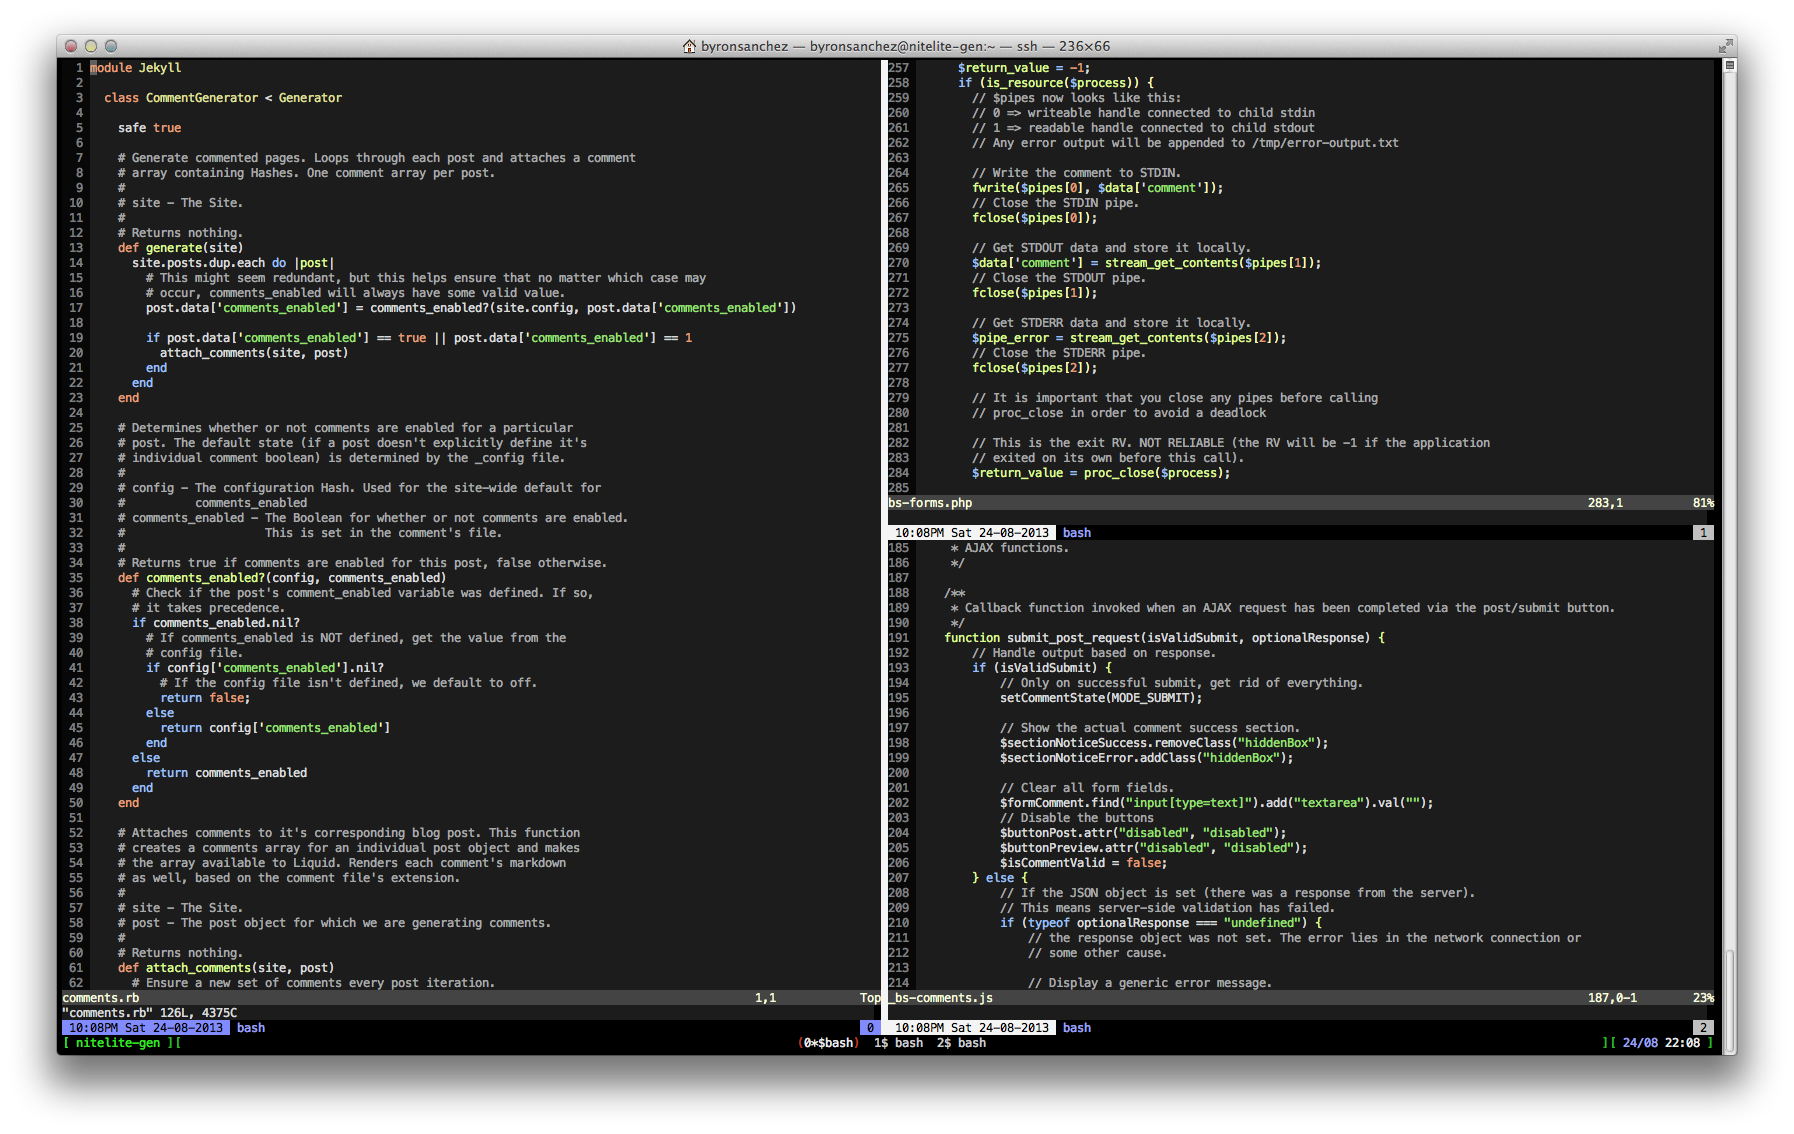 byronsanchez — byronsanchez@nitelite-gen:~ — ssh — 236×66
1 module Jekyll
2
3   class CommentGenerator < Generator
4
5     safe true
6
7     # Generate commented pages. Loops through each post and attaches a comment
8     # array containing Hashes. One comment array per post.
9     #
10     # site - The Site.
11     #
12     # Returns nothing.
13     def generate(site)
14       site.posts.dup.each do |post|
15         # This might seem redundant, but this helps ensure that no matter which case may
16         # occur, comments_enabled will always have some valid value.
17         post.data['comments_enabled'] = comments_enabled?(site.config, post.data['comments_enabled'])
18
19         if post.data['comments_enabled'] == true || post.data['comments_enabled'] == 1
20           attach_comments(site, post)
21         end
22       end
23     end
24
25     # Determines whether or not comments are enabled for a particular
26     # post. The default state (if a post doesn't explicitly define it's
27     # individual comment boolean) is determined by the _config file.
28     #
29     # config - The configuration Hash. Used for the site-wide default for
30     #          comments_enabled
31     # comments_enabled - The Boolean for whether or not comments are enabled.
32     #                    This is set in the comment's file.
33     #
34     # Returns true if comments are enabled for this post, false otherwise.
35     def comments_enabled?(config, comments_enabled)
36       # Check if the post's comment_enabled variable was defined. If so,
37       # it takes precedence.
38       if comments_enabled.nil?
39         # If comments_enabled is NOT defined, get the value from the
40         # config file.
41         if config['comments_enabled'].nil?
42           # If the config file isn't defined, we default to off.
43           return false;
44         else
45           return config['comments_enabled']
46         end
47       else
48         return comments_enabled
49       end
50     end
51
52     # Attaches comments to it's corresponding blog post. This function
53     # creates a comments array for an individual post object and makes
54     # the array available to Liquid. Renders each comment's markdown
55     # as well, based on the comment file's extension.
56     #
57     # site - The Site.
58     # post - The post object for which we are generating comments.
59     #
60     # Returns nothing.
61     def attach_comments(site, post)
62       # Ensure a new set of comments every post iteration.
comments.rb 1,1 Top
"comments.rb" 126L, 4375C
10:08PM Sat 24-08-2013 bash 0
257       $return_value = -1;
258       if (is_resource($process)) {
259         // $pipes now looks like this:
260         // 0 => writeable handle connected to child stdin
261         // 1 => readable handle connected to child stdout
262         // Any error output will be appended to /tmp/error-output.txt
263
264         // Write the comment to STDIN.
265         fwrite($pipes[0], $data['comment']);
266         // Close the STDIN pipe.
267         fclose($pipes[0]);
268
269         // Get STDOUT data and store it locally.
270         $data['comment'] = stream_get_contents($pipes[1]);
271         // Close the STDOUT pipe.
272         fclose($pipes[1]);
273
274         // Get STDERR data and store it locally.
275         $pipe_error = stream_get_contents($pipes[2]);
276         // Close the STDERR pipe.
277         fclose($pipes[2]);
278
279         // It is important that you close any pipes before calling
280         // proc_close in order to avoid a deadlock
281
282         // This is the exit RV. NOT RELIABLE (the RV will be -1 if the application
283         // exited on its own before this call).
284         $return_value = proc_close($process);
285
bs-forms.php 283,1 81%
10:08PM Sat 24-08-2013 bash 1
185      * AJAX functions.
186      */
187
188     /**
189      * Callback function invoked when an AJAX request has been completed via the post/submit button.
190      */
191     function submit_post_request(isValidSubmit, optionalResponse) {
192         // Handle output based on response.
193         if (isValidSubmit) {
194             // Only on successful submit, get rid of everything.
195             setCommentState(MODE_SUBMIT);
196
197             // Show the actual comment success section.
198             $sectionNoticeSuccess.removeClass("hiddenBox");
199             $sectionNoticeError.addClass("hiddenBox");
200
201             // Clear all form fields.
202             $formComment.find("input[type=text]").add("textarea").val("");
203             // Disable the buttons
204             $buttonPost.attr("disabled", "disabled");
205             $buttonPreview.attr("disabled", "disabled");
206             $isCommentValid = false;
207         } else {
208             // If the JSON object is set (there was a response from the server).
209             // This means server-side validation has failed.
210             if (typeof optionalResponse === "undefined") {
211                 // the response object was not set. The error lies in the network connection or
212                 // some other cause.
213
214                 // Display a generic error message.
_bs-comments.js 187,0-1 23%
10:08PM Sat 24-08-2013 bash 2
[ nitelite-gen ][ (0*$bash) 1$ bash 2$ bash ][ 24/08 22:08 ]